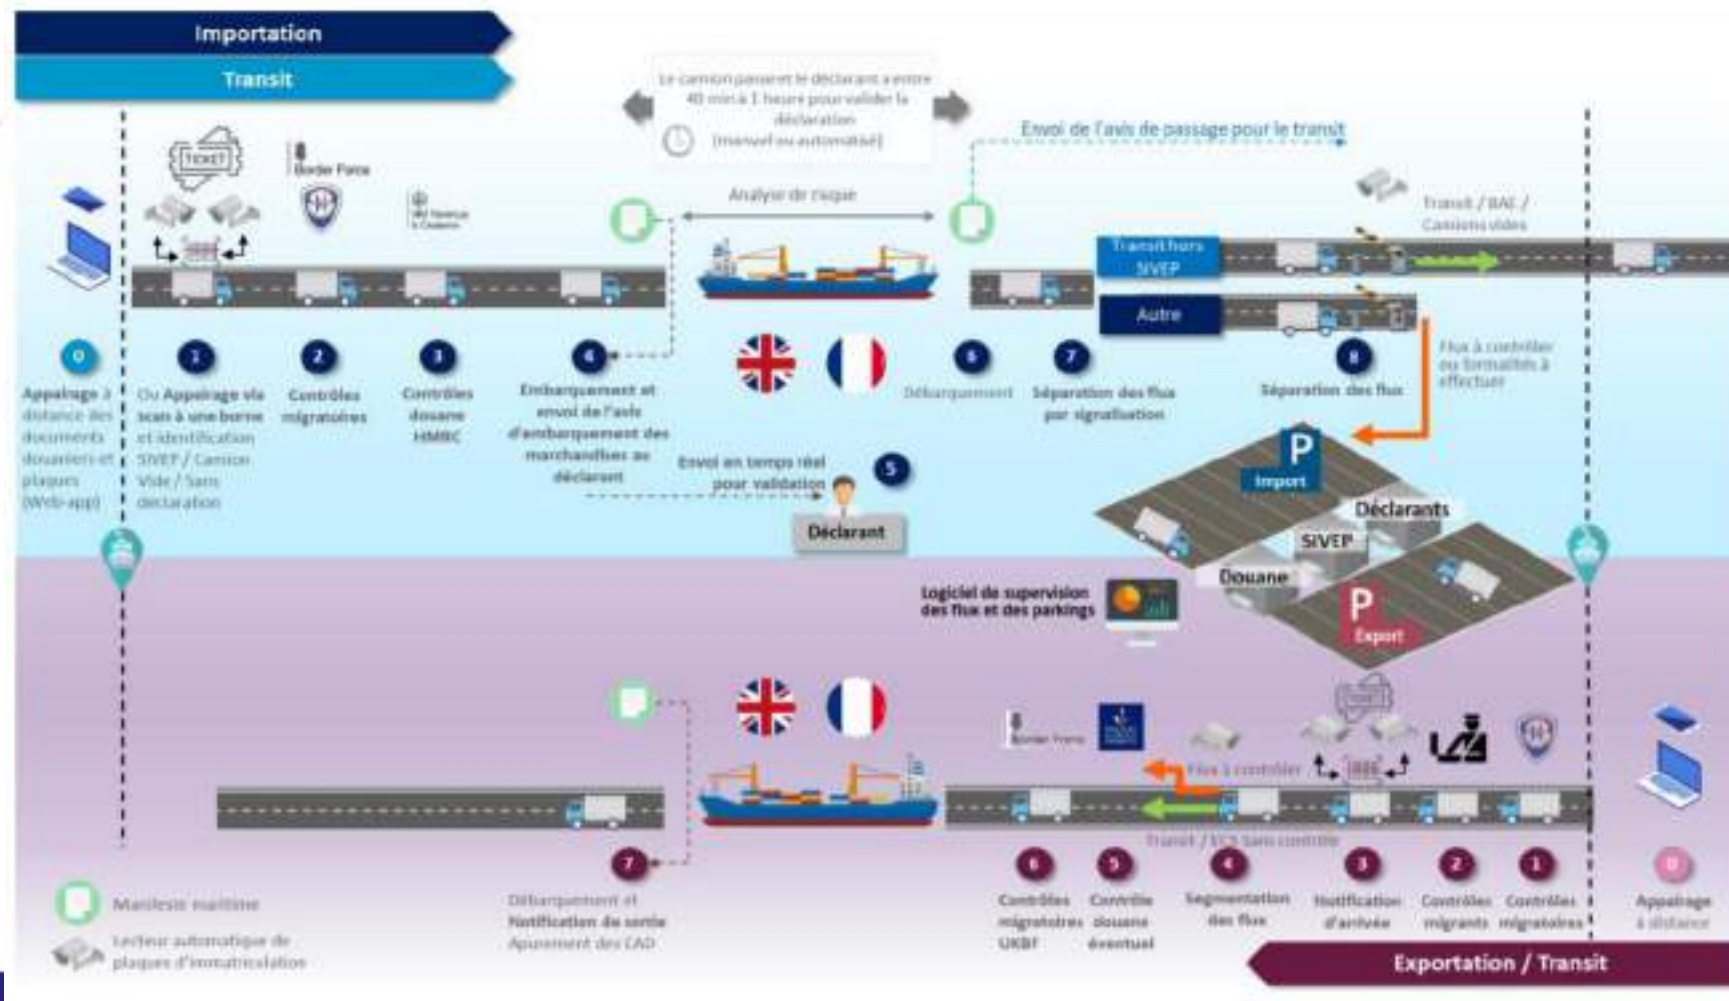 Importation
Transit
Le camion passe et le déclarant a entre
40 min à 1 heure pour valider la
déclaration
(manuel ou automatisé)
Envoi de l'avis de passage pour le transit
TICKET
Border Force
HM Revenue
& Customs
Analyse de risque
Transit / BAE /
Camions vides
Transit hors
SIVEP
Autre
0
1
2
3
4
6
7
8
Appairage à
distance des
documents
douaniers et
plaques
(Web-app)
Ou Appairage via
scan à une borne
et identification
SIVEP / Camion
Vide / Sans
déclaration
Contrôles
migratoires
Contrôles
douane
HMRC
Embarquement et
envoi de l'avis
d'embarquement des
marchandises au
déclarant
Débarquement
Séparation des flux
par signalisation
Séparation des flux
Flux à contrôler
ou formalités à
effectuer
Envoi en temps réel
pour validation
5
Déclarant
P
Import
Déclarants
SIVEP
Douane
P
Export
Logiciel de supervision
des flux et des parkings
Border Force
Flux à contrôler
Transit / ECS Sans contrôle
7
6
5
4
3
2
1
0
Débarquement et
Notification de sortie
Apurement des CAD
Contrôles
migratoires
UKBF
Contrôle
douane
éventuel
Segmentation
des flux
Notification
d'arrivée
Contrôles
migrants
Contrôles
migratoires
Appairage
à distance
Manifeste maritime
Lecteur automatique de
plaques d'immatriculation
Exportation / Transit